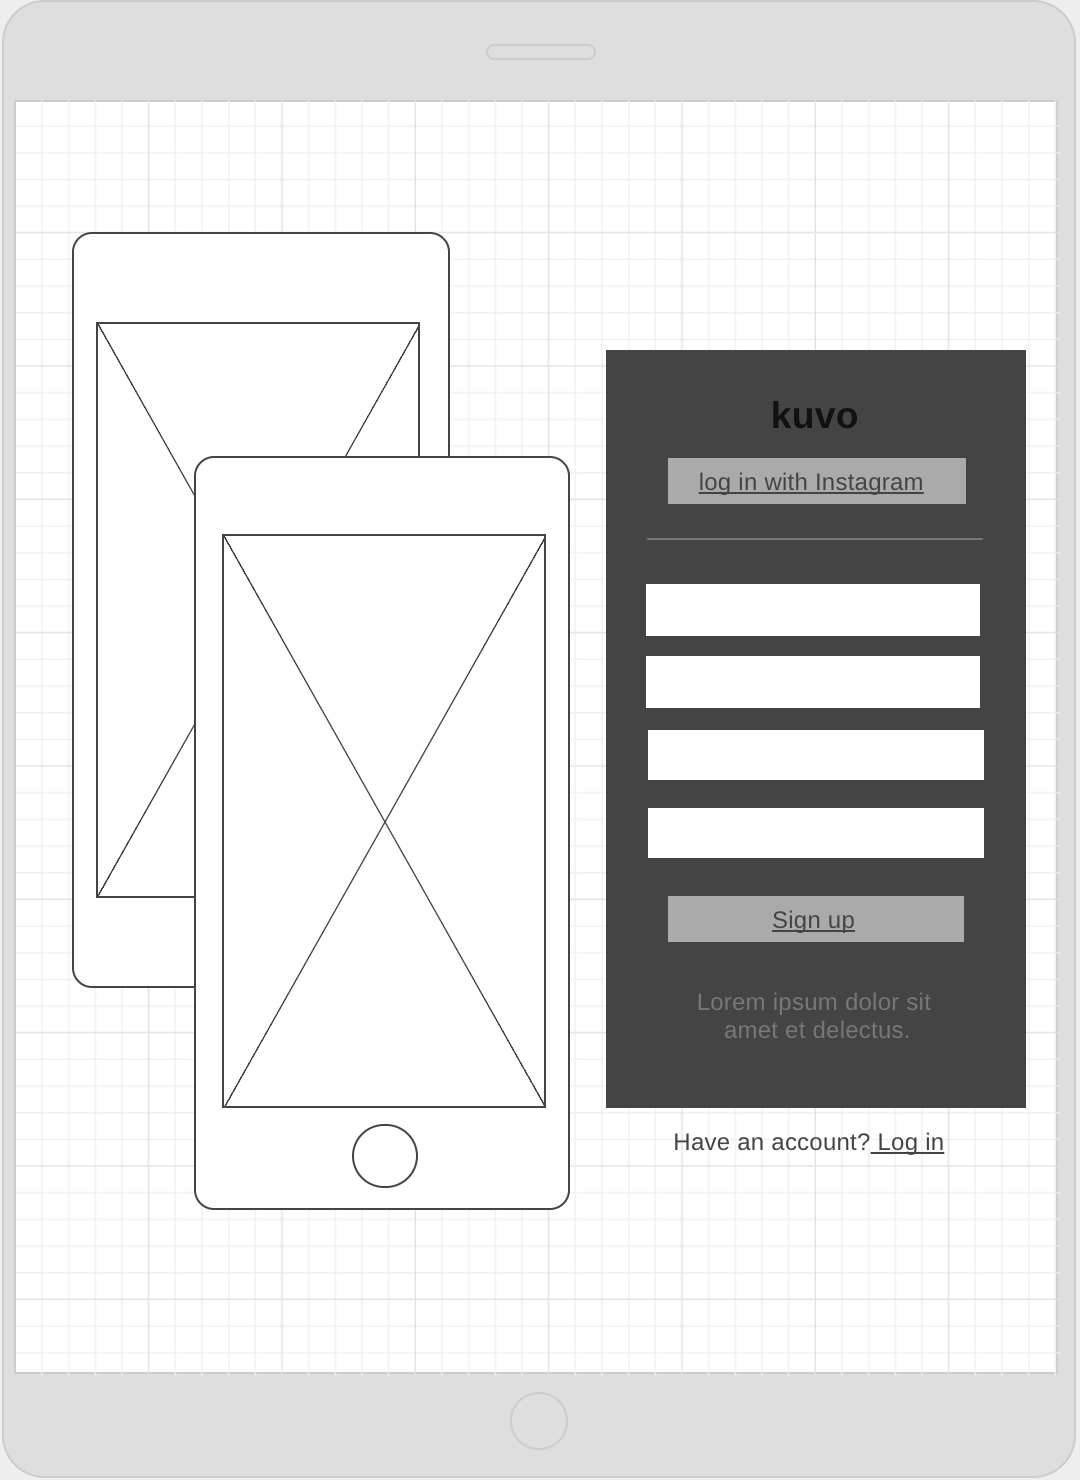 kuvo
log in with Instagram
Sign up
Lorem ipsum dolor sit
amet et delectus.
Have an account? Log in